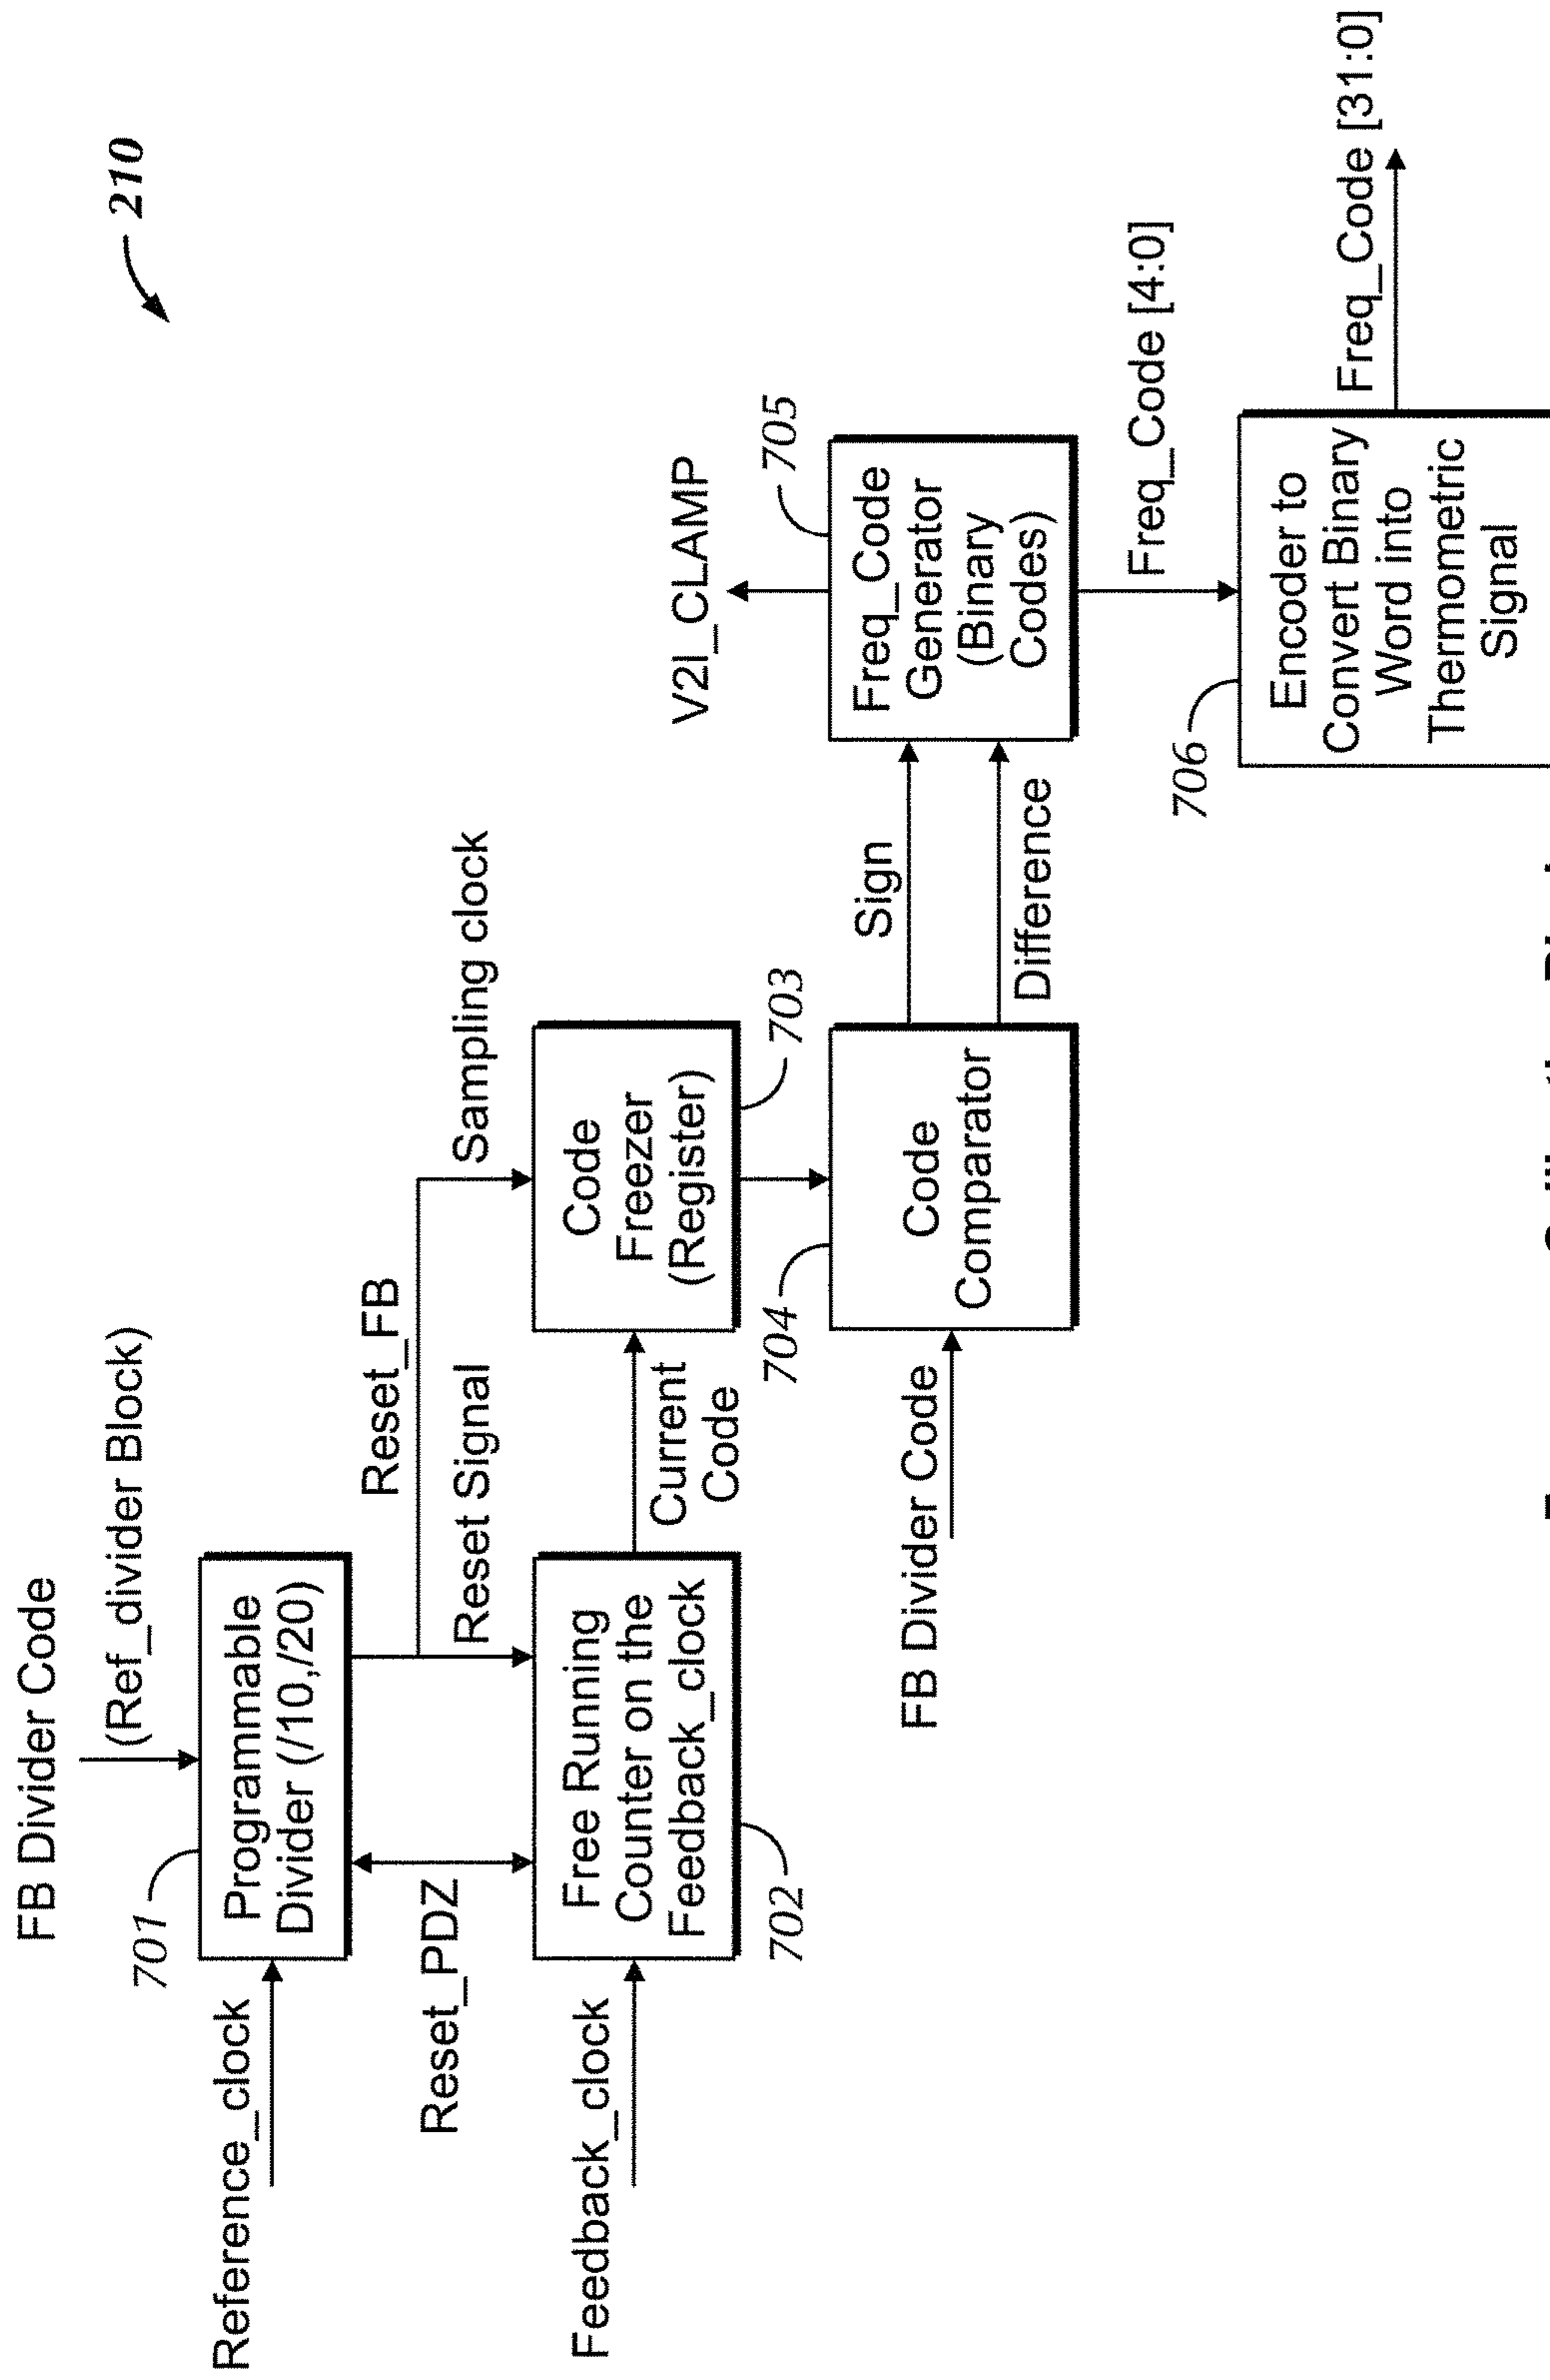 210
FB Divider Code
(Ref_divider Block)
701
Reference_clock
Programmable
Divider (/10,/20)
Reset_PDZ
Reset_FB
Reset Signal
Sampling clock
Feedback_clock
Free Running
Counter on the
Feedback_clock
702
Current
Code
Code
Freezer
(Register)
703
FB Divider Code
704
Code
Comparator
Sign
Difference
V2I_CLAMP
705
Freq_Code
Generator
(Binary
Codes)
Freq_Code [4:0]
706
Encoder to
Convert Binary
Word into
Thermometric
Signal
Freq_Code [31:0]